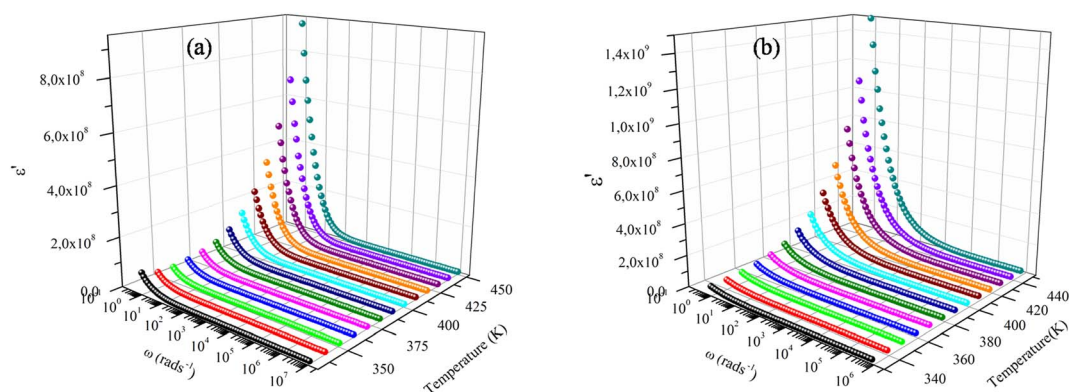 (a)
8,0x10⁸
6,0x10⁸
4,0x10⁸
2,0x10⁸
0,0
ε'
10⁰
10¹
10²
10³
10⁴
10⁵
10⁶
10⁷
ω (rads⁻¹)
350
375
400
425
450
Temperature(K)
(b)
1,4x10⁹
1,2x10⁹
1,0x10⁹
8,0x10⁸
6,0x10⁸
4,0x10⁸
2,0x10⁸
0,0
ε'
10⁰
10¹
10²
10³
10⁴
10⁵
10⁶
ω (rads⁻¹)
340
360
380
400
420
440
Temperature(K)